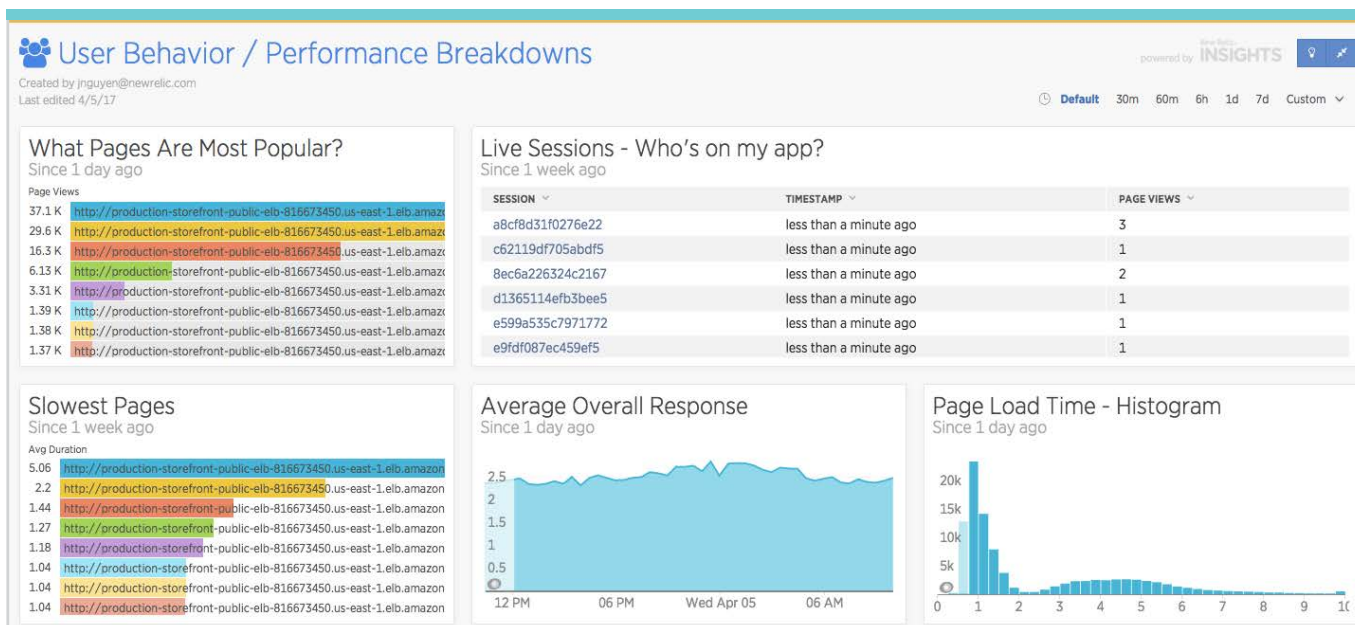 User Behavior / Performance Breakdowns
powered by New Relic. INSIGHTS
Created by jnguyen@newrelic.com
Last edited 4/5/17
Default 30m 60m 6h 1d 7d Custom
What Pages Are Most Popular?
Since 1 day ago
Page Views
37.1 K http://production-storefront-public-elb-816673450.us-east-1.elb.amazo
29.6 K http://production-storefront-public-elb-816673450.us-east-1.elb.amazo
16.3 K http://production-storefront-public-elb-816673450.us-east-1.elb.amazo
6.13 K http://production-storefront-public-elb-816673450.us-east-1.elb.amazo
3.31 K http://production-storefront-public-elb-816673450.us-east-1.elb.amazo
1.39 K http://production-storefront-public-elb-816673450.us-east-1.elb.amazo
1.38 K http://production-storefront-public-elb-816673450.us-east-1.elb.amazo
1.37 K http://production-storefront-public-elb-816673450.us-east-1.elb.amazo
Live Sessions - Who's on my app?
Since 1 week ago
SESSION TIMESTAMP PAGE VIEWS
a8cf8d31f0276e22 less than a minute ago 3
c62119df705abdf5 less than a minute ago 1
8ec6a226324c2167 less than a minute ago 2
d1365114efb3bee5 less than a minute ago 1
e599a535c7971772 less than a minute ago 1
e9fdf087ec459ef5 less than a minute ago 1
Slowest Pages
Since 1 week ago
Avg Duration
5.06 http://production-storefront-public-elb-816673450.us-east-1.elb.amazon
2.2 http://production-storefront-public-elb-816673450.us-east-1.elb.amazon
1.44 http://production-storefront-public-elb-816673450.us-east-1.elb.amazon
1.27 http://production-storefront-public-elb-816673450.us-east-1.elb.amazon
1.18 http://production-storefront-public-elb-816673450.us-east-1.elb.amazon
1.04 http://production-storefront-public-elb-816673450.us-east-1.elb.amazon
1.04 http://production-storefront-public-elb-816673450.us-east-1.elb.amazon
1.04 http://production-storefront-public-elb-816673450.us-east-1.elb.amazon
Average Overall Response
Since 1 day ago
2.5
2
1.5
1
0.5
12 PM 06 PM Wed Apr 05 06 AM
Page Load Time - Histogram
Since 1 day ago
20k
15k
10k
5k
0 1 2 3 4 5 6 7 8 9 10